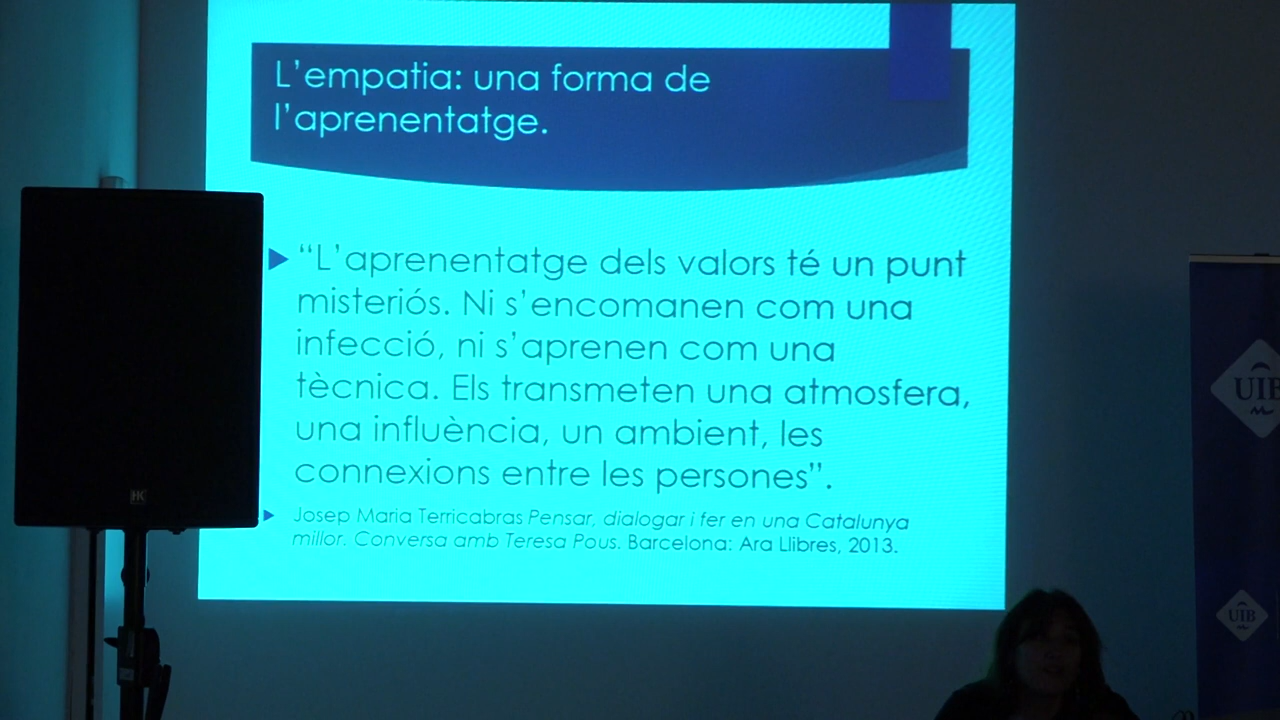 L'empatia: una forma de
l'aprenentatge.
“L'aprenentatge dels valors té un punt
misteriós. Ni s'encomanen com una
infecció, ni s'aprenen com una
tècnica. Els transmeten una atmosfera,
una influència, un ambient, les
connexions entre les persones”.
Josep Maria Terricabras Pensar, dialogar i fer en una Catalunya
millor. Conversa amb Teresa Pous. Barcelona: Ara Llibres, 2013.
HK
UIB
UIB